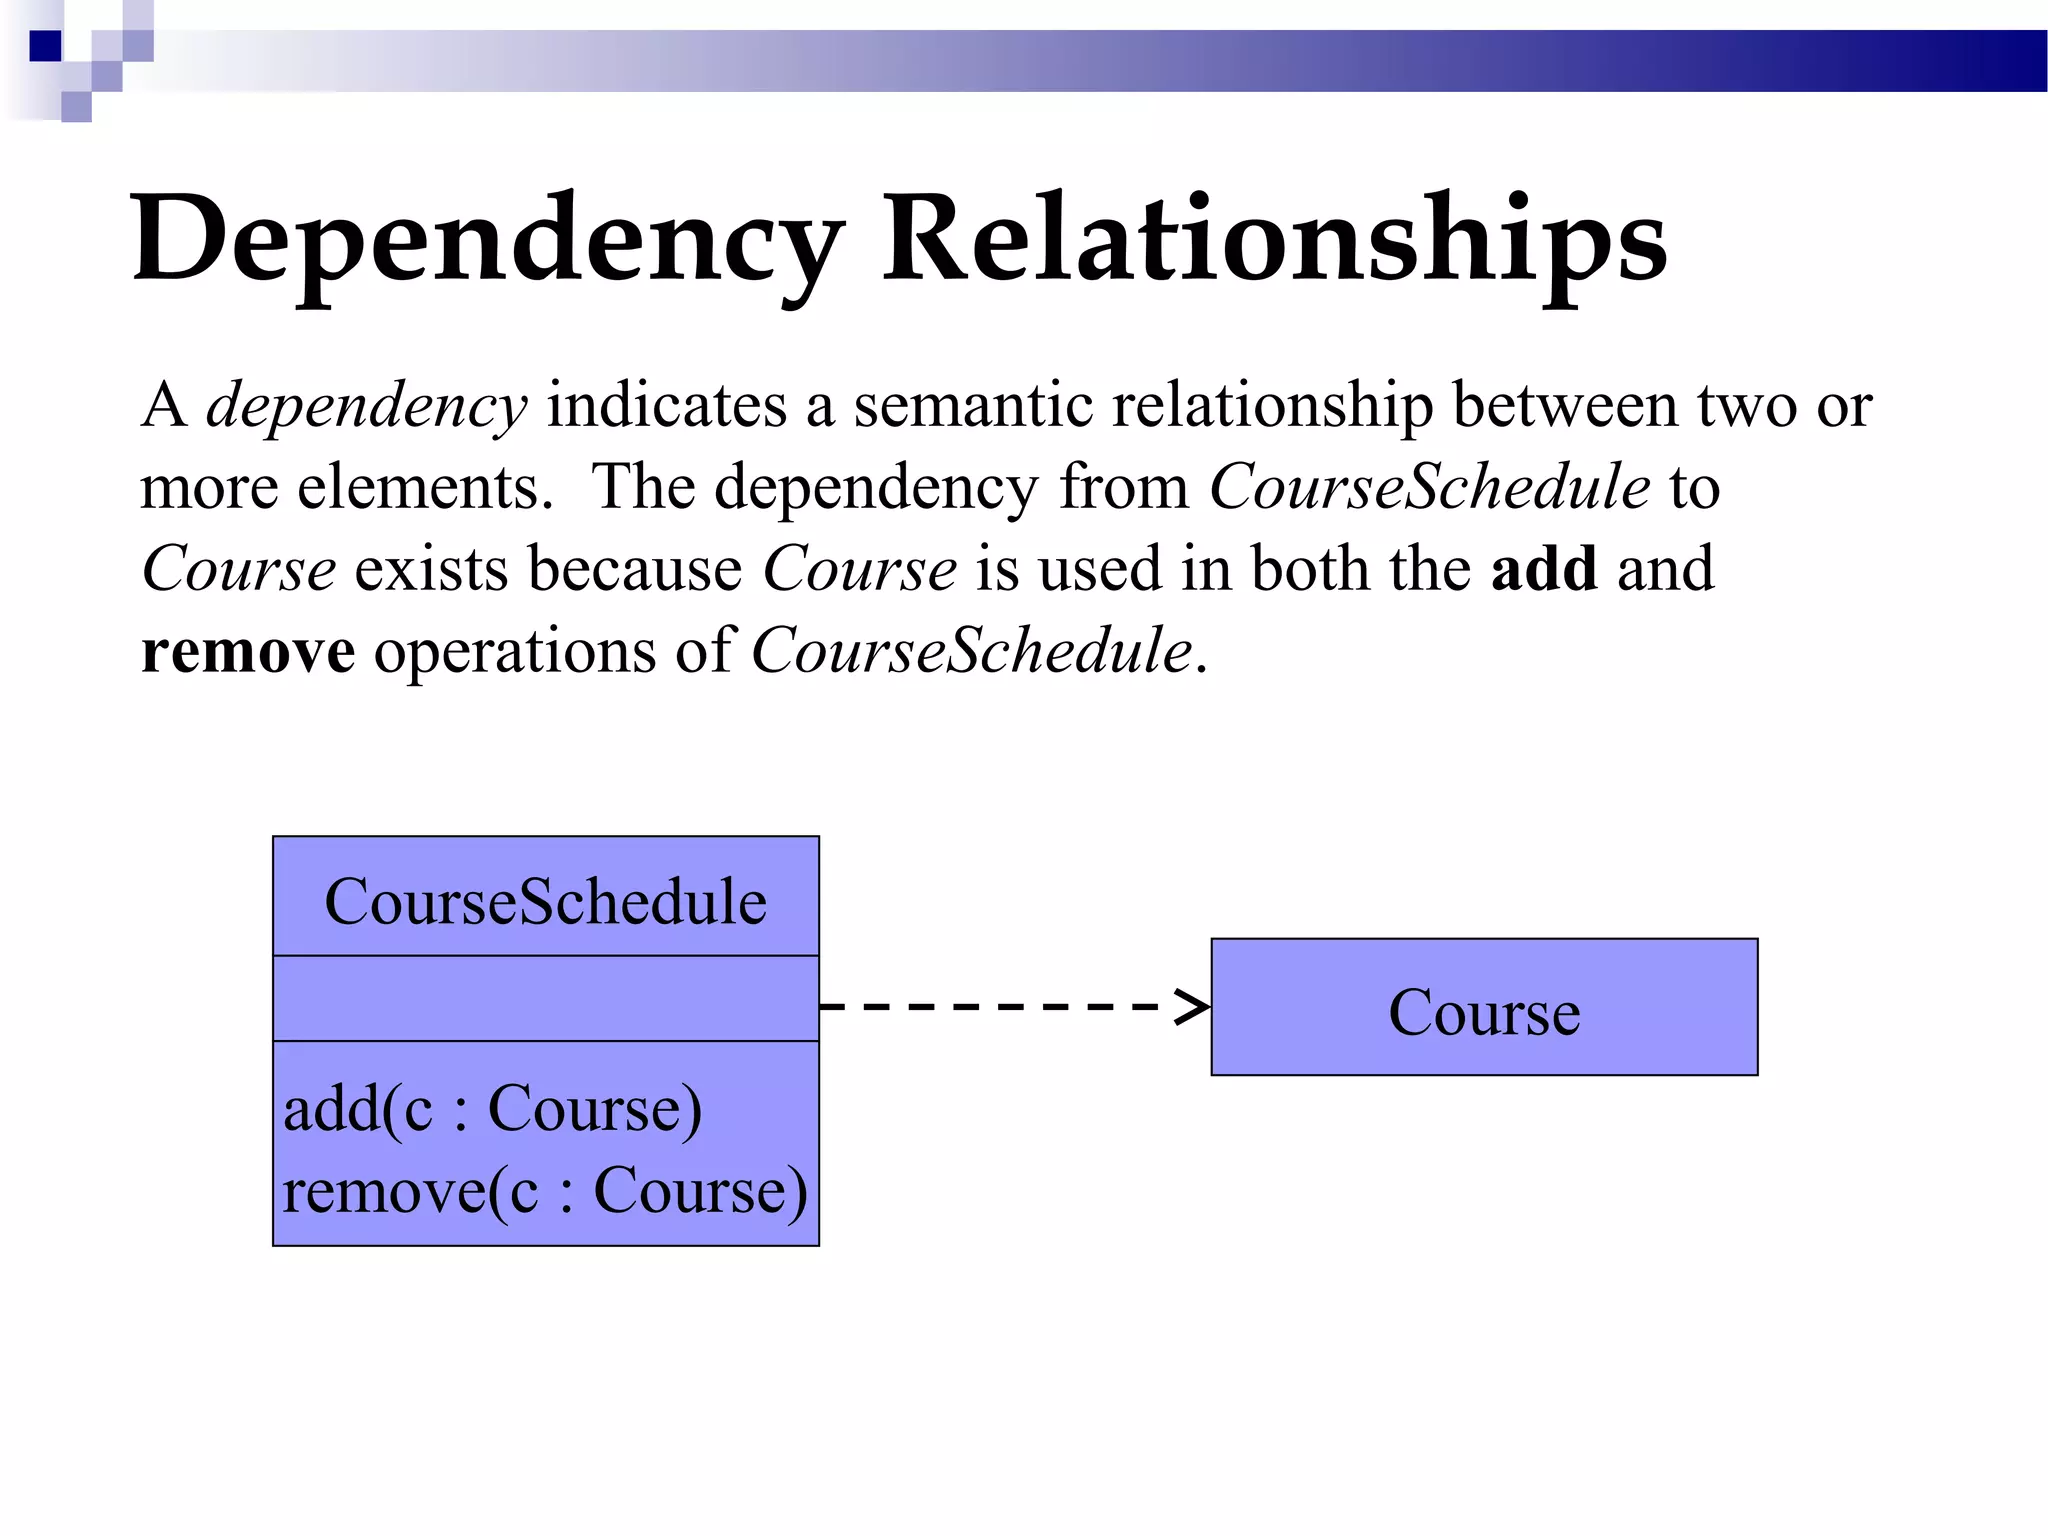 Dependency Relationships
A dependency indicates a semantic relationship between two or
more elements.  The dependency from CourseSchedule to
Course exists because Course is used in both the add and
remove operations of CourseSchedule.
CourseSchedule
Course
add(c : Course)
remove(c : Course)